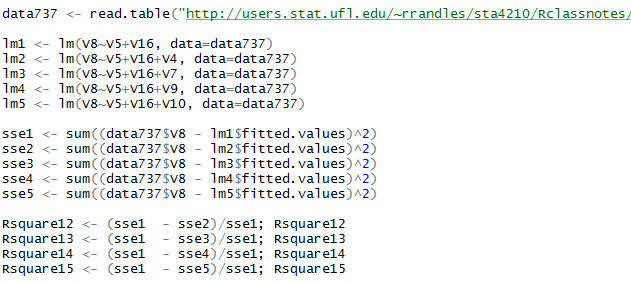 data737 <- read.table("http://users.stat.ufl.edu/~rrandles/sta4210/Rclassnotes/
lm1 <- lm(V8~V5+V16, data=data737)
lm2 <- lm(V8~V5+V16+V4, data=data737)
lm3 <- lm(V8~V5+V16+V7, data=data737)
lm4 <- lm(V8~V5+V16+V9, data=data737)
lm5 <- lm(V8~V5+V16+V10, data=data737)
sse1 <- sum((data737$V8 - lm1$fitted.values)^2)
sse2 <- sum((data737$V8 - lm2$fitted.values)^2)
sse3 <- sum((data737$V8 - lm3$fitted.values)^2)
sse4 <- sum((data737$V8 - lm4$fitted.values)^2)
sse5 <- sum((data737$V8 - lm5$fitted.values)^2)
Rsquare12 <- (sse1  - sse2)/sse1; Rsquare12
Rsquare13 <- (sse1  - sse3)/sse1; Rsquare13
Rsquare14 <- (sse1  - sse4)/sse1; Rsquare14
Rsquare15 <- (sse1  - sse5)/sse1; Rsquare15